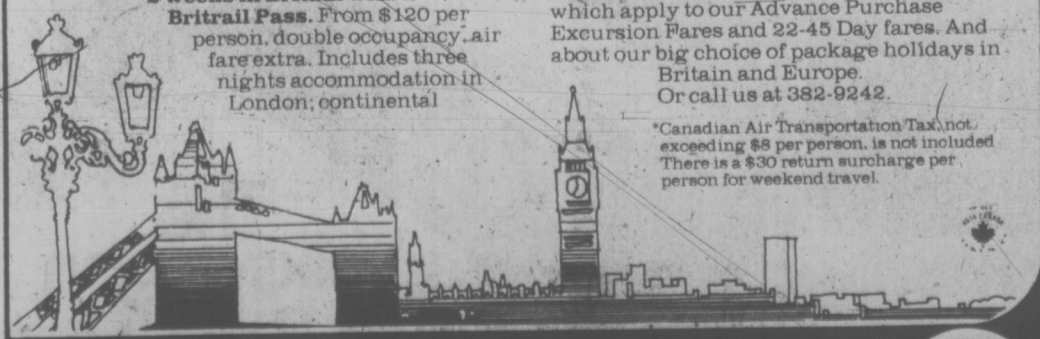 Britrail Pass. From $120 per
person, double occupancy, air
fare extra. Includes three
nights accommodation in
London; continental
which apply to our Advance Purchase
Excursion Fares and 22-45 Day fares. And
about our big choice of package holidays in
Britain and Europe.
Or call us at 382-9242.
*Canadian Air Transportation Tax, not
exceeding $8 per person, is not included
There is a $30 return surcharge per
person for weekend travel.